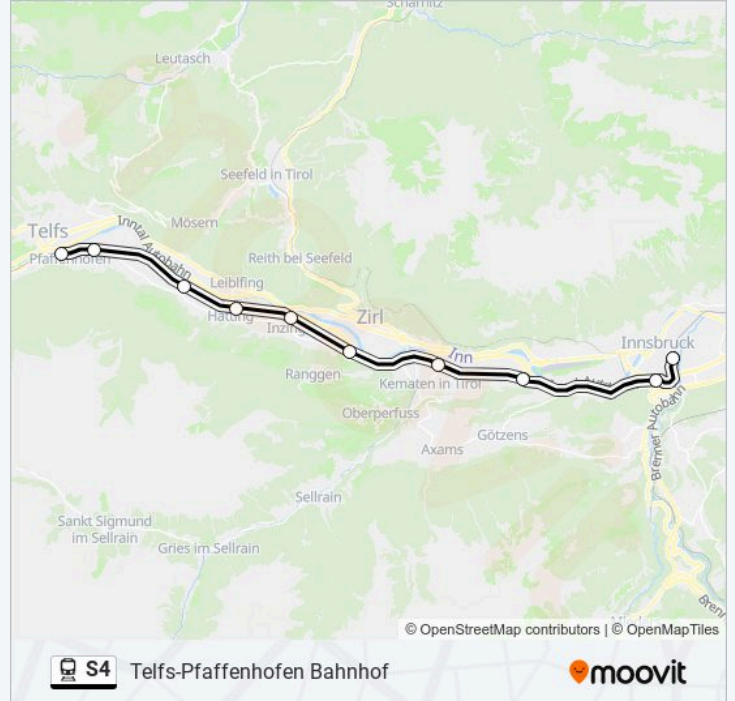 Scharnitz
Leutasch
Seefeld in Tirol
Telfs
Inntal Autobahn
Mösern
Pfaffenhofen
Reith bei Seefeld
Leiblfing
Hatting
Inzing
Zirl
Innsbruck
Inn
Ranggen
Kematen in Tirol
Oberperfuss
Götzens
Axams
Brenner Autobahn
Sellrain
Sankt Sigmund
im Sellrain
Gries im Sellrain
© OpenStreetMap contributors | © OpenMapTiles
S4 Telfs-Pfaffenhofen Bahnhof
moovit